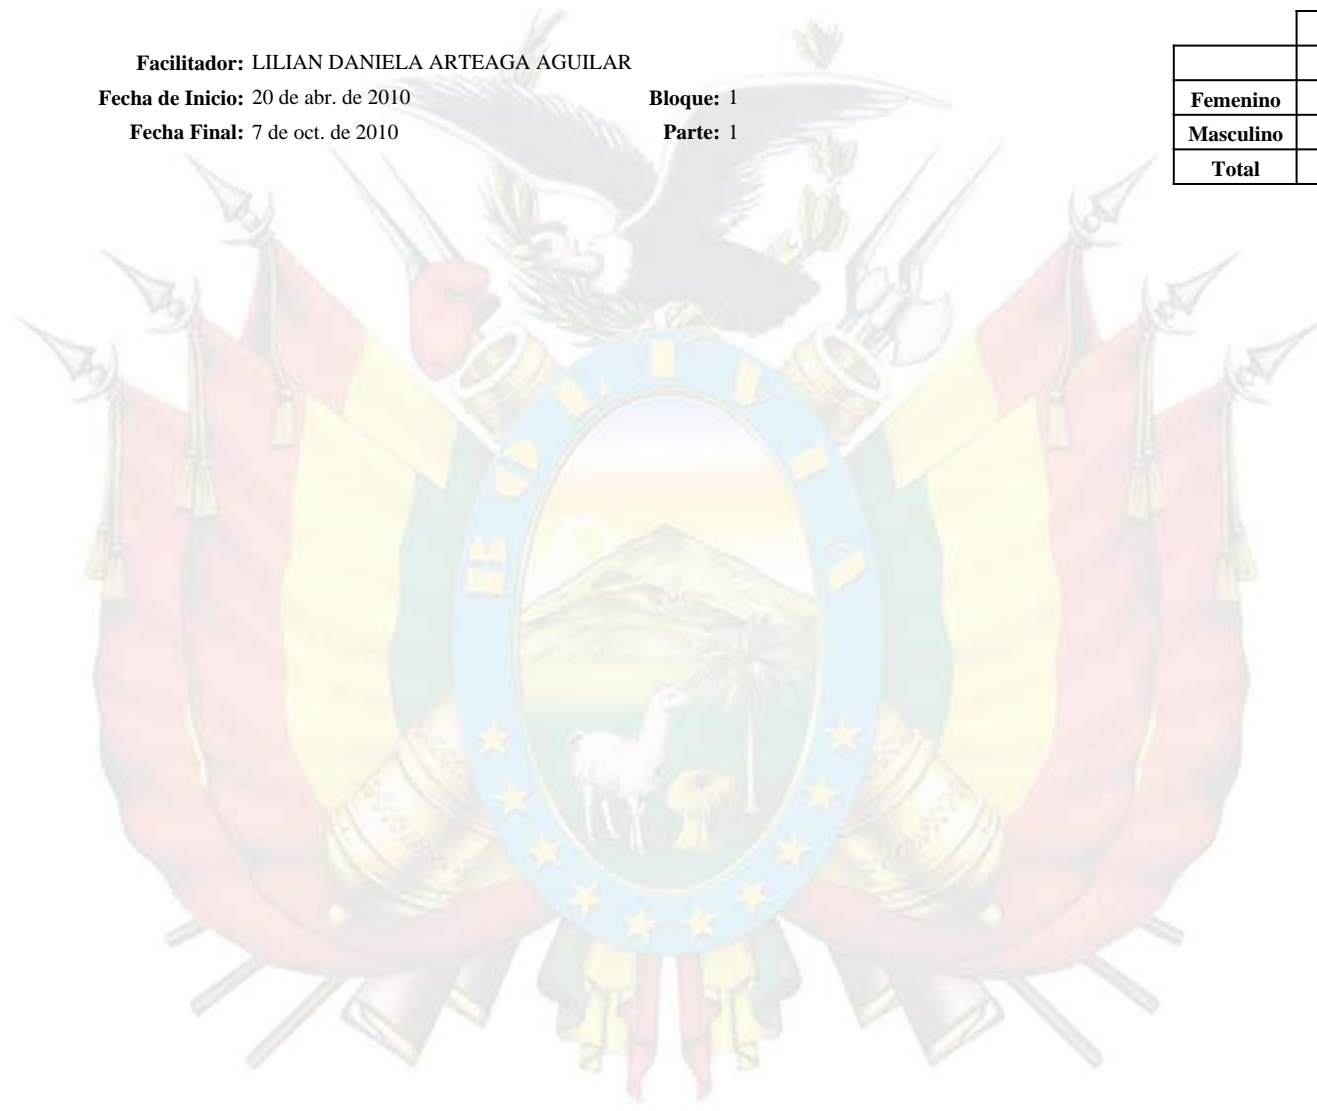 Facilitador: LILIAN DANIELA ARTEAGA AGUILAR
Fecha de Inicio: 20 de abr. de 2010 Bloque: 1
Fecha Final: 7 de oct. de 2010 Parte: 1
Femenino
Masculino
Total
BOLIVIA